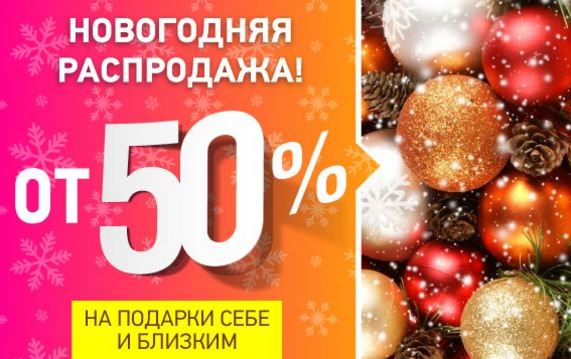 НОВОГОДНЯЯ
РАСПРОДАЖА!
ОТ 50%
НА ПОДАРКИ СЕБЕ
И БЛИЗКИМ